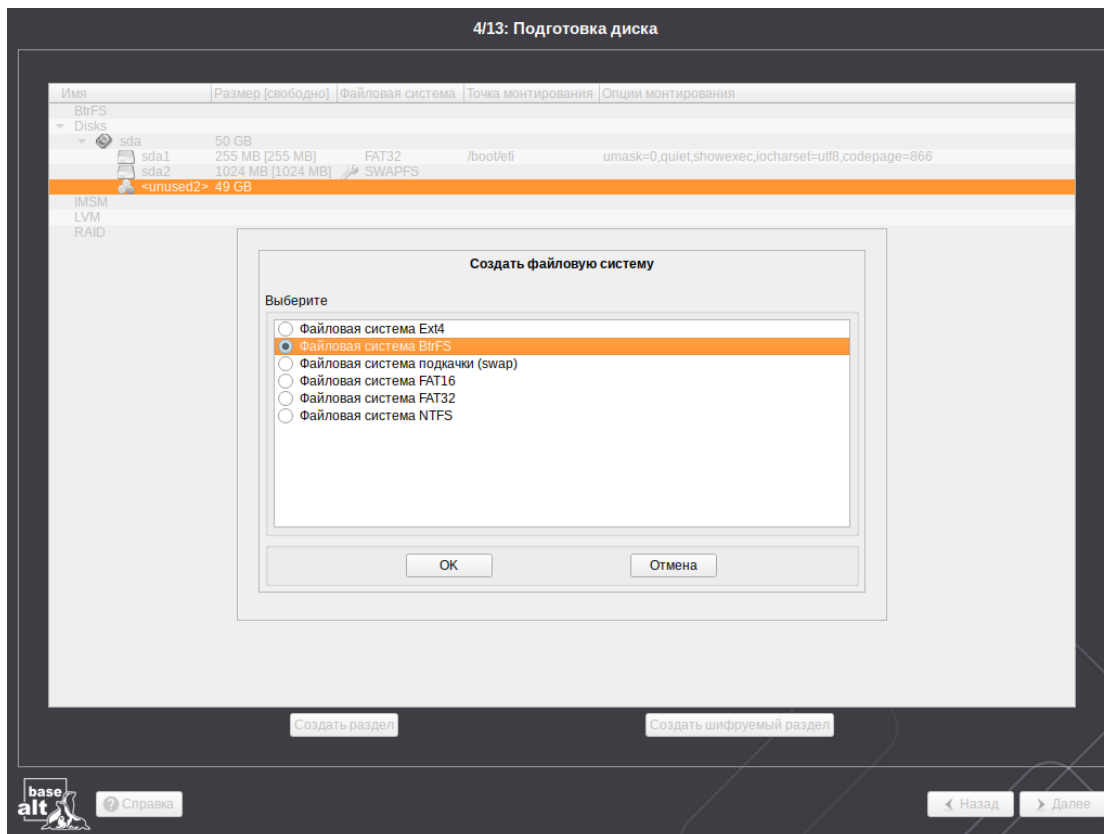 4/13: Подготовка диска
Имя Размер [свободно] Файловая система Точка монтирования Опции монтирования
BtrFS
Disks
sda 50 GB
sda1 255 MB [255 MB] FAT32 /boot/efi umask=0,quiet,showexec,iocharset=utf8,codepage=866
sda2 1024 MB [1024 MB] SWAPFS
<unused2> 49 GB
IMSM
LVM
RAID
Создать файловую систему
Выберите
Файловая система Ext4
Файловая система BtrFS
Файловая система подкачки (swap)
Файловая система FAT16
Файловая система FAT32
Файловая система NTFS
OK Отмена
Создать раздел Создать шифруемый раздел
base
alt Справка Назад Далее